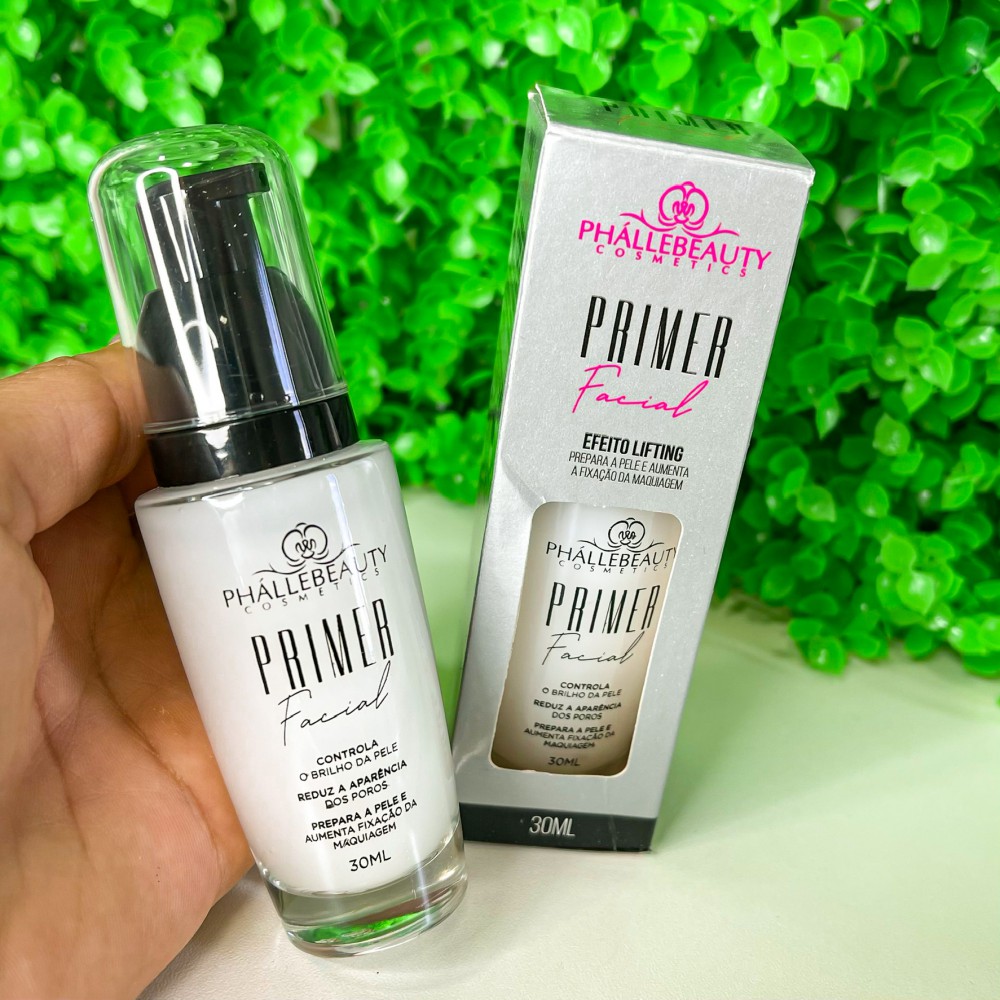 PHÁLLEBEAUTY
COSMETICS
PRIMER
Facial
CONTROLA
O BRILHO DA PELE
REDUZ A APARÊNCIA
DOS POROS
PREPARA A PELE E
AUMENTA FIXAÇÃO DA
MAQUIAGEM
30ML
PRIMER
PHÁLLEBEAUTY
COSMETICS
PRIMER
Facial
EFEITO LIFTING
PREPARA A PELE E AUMENTA
A FIXAÇÃO DA MAQUIAGEM
PHÁLLEBEAUTY
COSMETICS
PRIMER
Facial
CONTROLA
O BRILHO DA PELE
REDUZ A APARÊNCIA
DOS POROS
PREPARA A PELE E
AUMENTA FIXAÇÃO DA
MAQUIAGEM
30ML
30ML